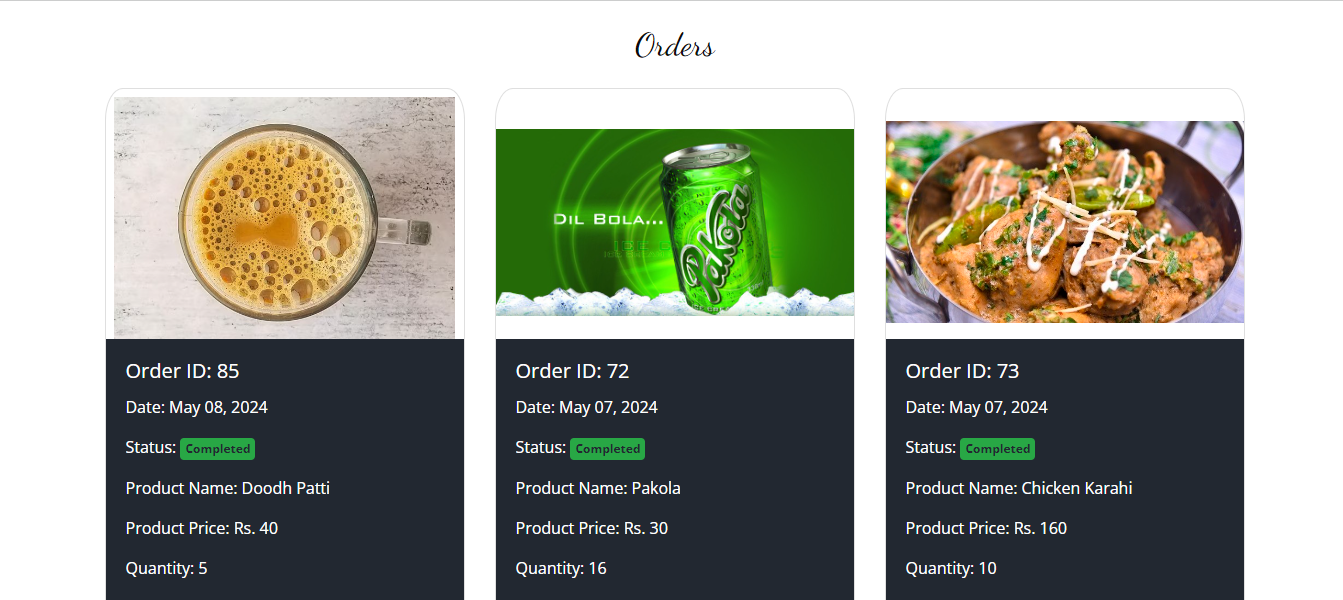 Orders
DIL BOLA...
Pakola
Order ID: 85
Date: May 08, 2024
Status: Completed
Product Name: Doodh Patti
Product Price: Rs. 40
Quantity: 5
Order ID: 72
Date: May 07, 2024
Status: Completed
Product Name: Pakola
Product Price: Rs. 30
Quantity: 16
Order ID: 73
Date: May 07, 2024
Status: Completed
Product Name: Chicken Karahi
Product Price: Rs. 160
Quantity: 10